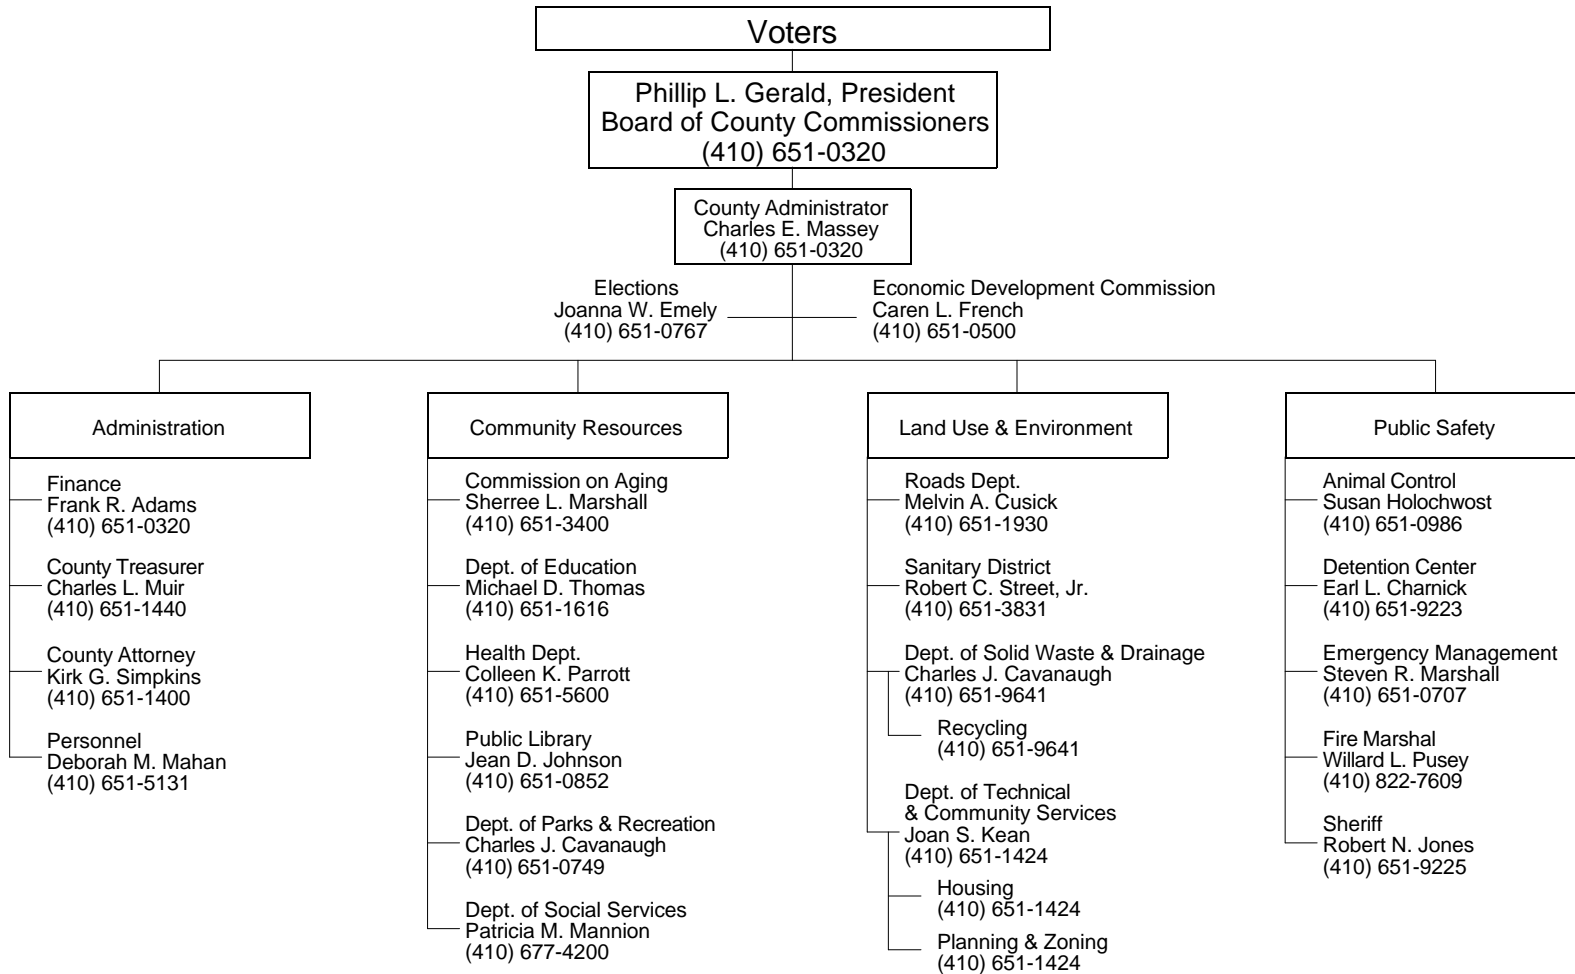 Voters
Phillip L. Gerald, President
Board of County Commissioners
(410) 651-0320
County Administrator
Charles E. Massey
(410) 651-0320
Elections
Joanna W. Emely
(410) 651-0767
Economic Development Commission
Caren L. French
(410) 651-0500
Administration
Finance
Frank R. Adams
(410) 651-0320
County Treasurer
Charles L. Muir
(410) 651-1440
County Attorney
Kirk G. Simpkins
(410) 651-1400
Personnel
Deborah M. Mahan
(410) 651-5131
Community Resources
Commission on Aging
Sherree L. Marshall
(410) 651-3400
Dept. of Education
Michael D. Thomas
(410) 651-1616
Health Dept.
Colleen K. Parrott
(410) 651-5600
Public Library
Jean D. Johnson
(410) 651-0852
Dept. of Parks & Recreation
Charles J. Cavanaugh
(410) 651-0749
Dept. of Social Services
Patricia M. Mannion
(410) 677-4200
Land Use & Environment
Roads Dept.
Melvin A. Cusick
(410) 651-1930
Sanitary District
Robert C. Street, Jr.
(410) 651-3831
Dept. of Solid Waste & Drainage
Charles J. Cavanaugh
(410) 651-9641
Recycling
(410) 651-9641
Dept. of Technical
& Community Services
Joan S. Kean
(410) 651-1424
Housing
(410) 651-1424
Planning & Zoning
(410) 651-1424
Public Safety
Animal Control
Susan Holochwost
(410) 651-0986
Detention Center
Earl L. Charnick
(410) 651-9223
Emergency Management
Steven R. Marshall
(410) 651-0707
Fire Marshal
Willard L. Pusey
(410) 822-7609
Sheriff
Robert N. Jones
(410) 651-9225